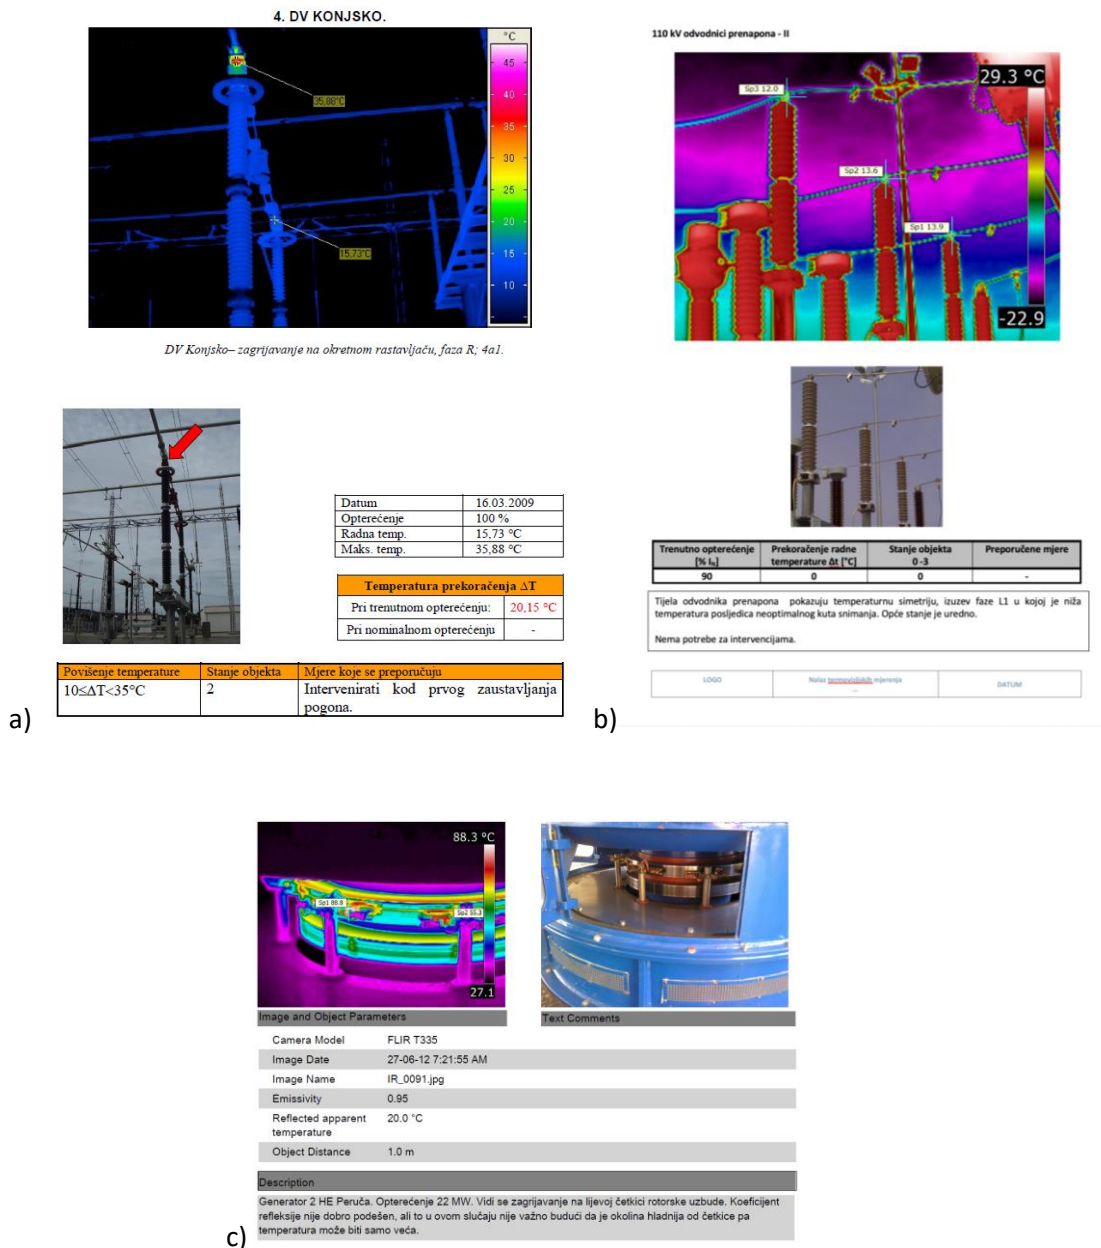 4. DV KONJSKO.
°C
45
40
35
30
25
20
15
10
35,88°C
15,73°C
DV Konjsko– zagrijavanje na okretnom rastavljaču, faza R; 4a1.
Datum 16.03.2009
Opterećenje 100 %
Radna temp. 15,73 °C
Maks. temp. 35,88 °C
Temperatura prekoračenja ΔT
Pri trenutnom opterećenju: 20,15 °C
Pri nominalnom opterećenju -
Povišenje temperature Stanje objekta Mjere koje se preporučuju
10≤ΔT<35°C 2 Intervenirati kod prvog zaustavljanja
pogona.
a)
110 kV odvodnici prenapona - II
29.3 °C
Sp3 12.0
Sp2 13.6
Sp1 13.9
-22.9
Trenutno opterećenje Prekoračenje radne Stanje objekta Preporučene mjere
[% Iₙ] temperature Δt [°C] 0 -3
90 0 0 -
Tijela odvodnika prenapona pokazuju temperaturnu simetriju, izuzev faze L1 u kojoj je niža
temperatura posljedica neoptimalnog kuta snimanja. Opće stanje je uredno.
Nema potrebe za intervencijama.
LOGO Nalaz termovizijskih mjerenja DATUM
...
b)
88.3 °C
Sp1 88.8
Sp2 55.3
27.1
Image and Object Parameters Text Comments
Camera Model FLIR T335
Image Date 27-06-12 7:21:55 AM
Image Name IR_0091.jpg
Emissivity 0.95
Reflected apparent 20.0 °C
temperature
Object Distance 1.0 m
Description
Generator 2 HE Peruča. Opterećenje 22 MW. Vidi se zagrijavanje na lijevoj četkici rotorske uzbude. Koeficijent
refleksije nije dobro podešen, ali to u ovom slučaju nije važno budući da je okolina hladnija od četkice pa
temperatura može biti samo veća.
c)